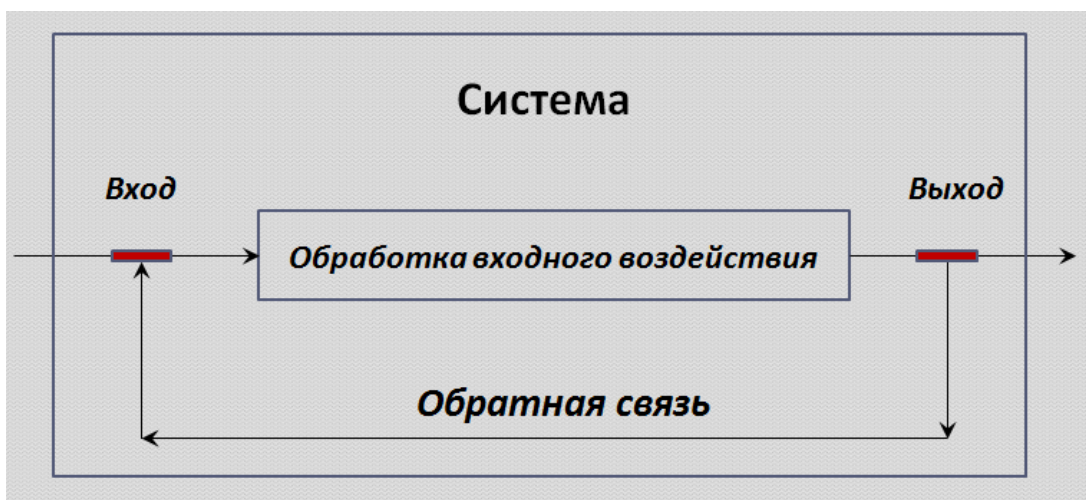 Система
Вход
Выход
Обработка входного воздействия
Обратная связь